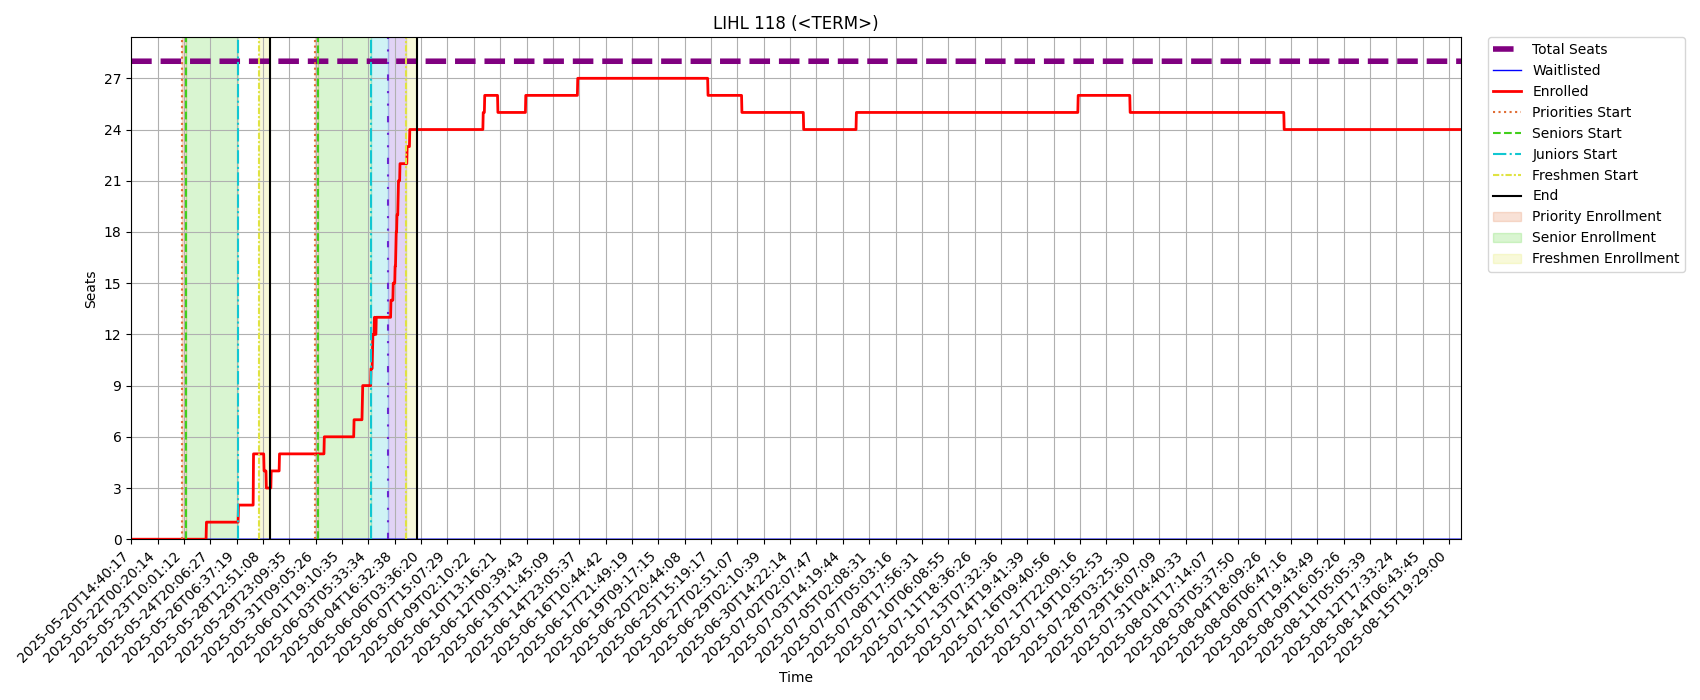 LIHL 118 (<TERM>)
Total Seats
Waitlisted
Enrolled
Priorities Start
Seniors Start
Juniors Start
Freshmen Start
End
Priority Enrollment
Senior Enrollment
Freshmen Enrollment
Seats
27
24
21
18
15
12
9
6
3
0
2025-05-20T14:40:17
2025-05-22T00:20:14
2025-05-23T10:01:12
2025-05-24T20:06:27
2025-05-26T06:37:19
2025-05-28T12:51:08
2025-05-29T23:09:35
2025-05-31T09:05:26
2025-06-01T19:10:35
2025-06-03T05:33:34
2025-06-04T16:32:38
2025-06-06T03:36:20
2025-06-07T15:07:29
2025-06-09T02:10:22
2025-06-10T13:16:21
2025-06-12T00:39:43
2025-06-13T11:45:09
2025-06-14T23:05:37
2025-06-16T10:44:42
2025-06-17T21:49:19
2025-06-19T09:17:15
2025-06-20T20:44:08
2025-06-25T15:19:17
2025-06-27T02:51:07
2025-06-29T02:10:39
2025-06-30T14:22:14
2025-07-02T02:07:47
2025-07-03T14:19:44
2025-07-05T02:08:31
2025-07-07T05:03:16
2025-07-08T17:56:31
2025-07-10T06:08:55
2025-07-11T18:36:26
2025-07-13T07:32:36
2025-07-14T19:41:39
2025-07-16T09:40:56
2025-07-17T22:09:16
2025-07-19T10:52:53
2025-07-28T03:25:30
2025-07-29T16:07:09
2025-07-31T04:40:33
2025-08-01T17:14:07
2025-08-03T05:37:50
2025-08-04T18:09:26
2025-08-06T06:47:16
2025-08-07T19:43:49
2025-08-09T16:05:26
2025-08-11T05:05:39
2025-08-12T17:33:24
2025-08-14T06:43:45
2025-08-15T19:29:00
Time